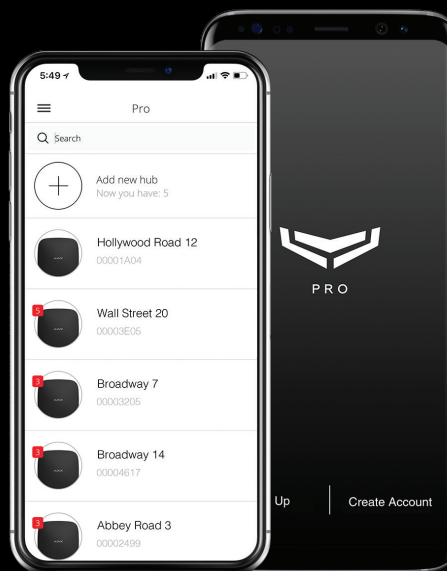 5:49
Pro
Search
Add new hub
Now you have: 5
Hollywood Road 12
00001A04
5
Wall Street 20
00003E05
3
Broadway 7
00003205
3
Broadway 14
00004617
3
Abbey Road 3
00002499
PRO
Up
Create Account